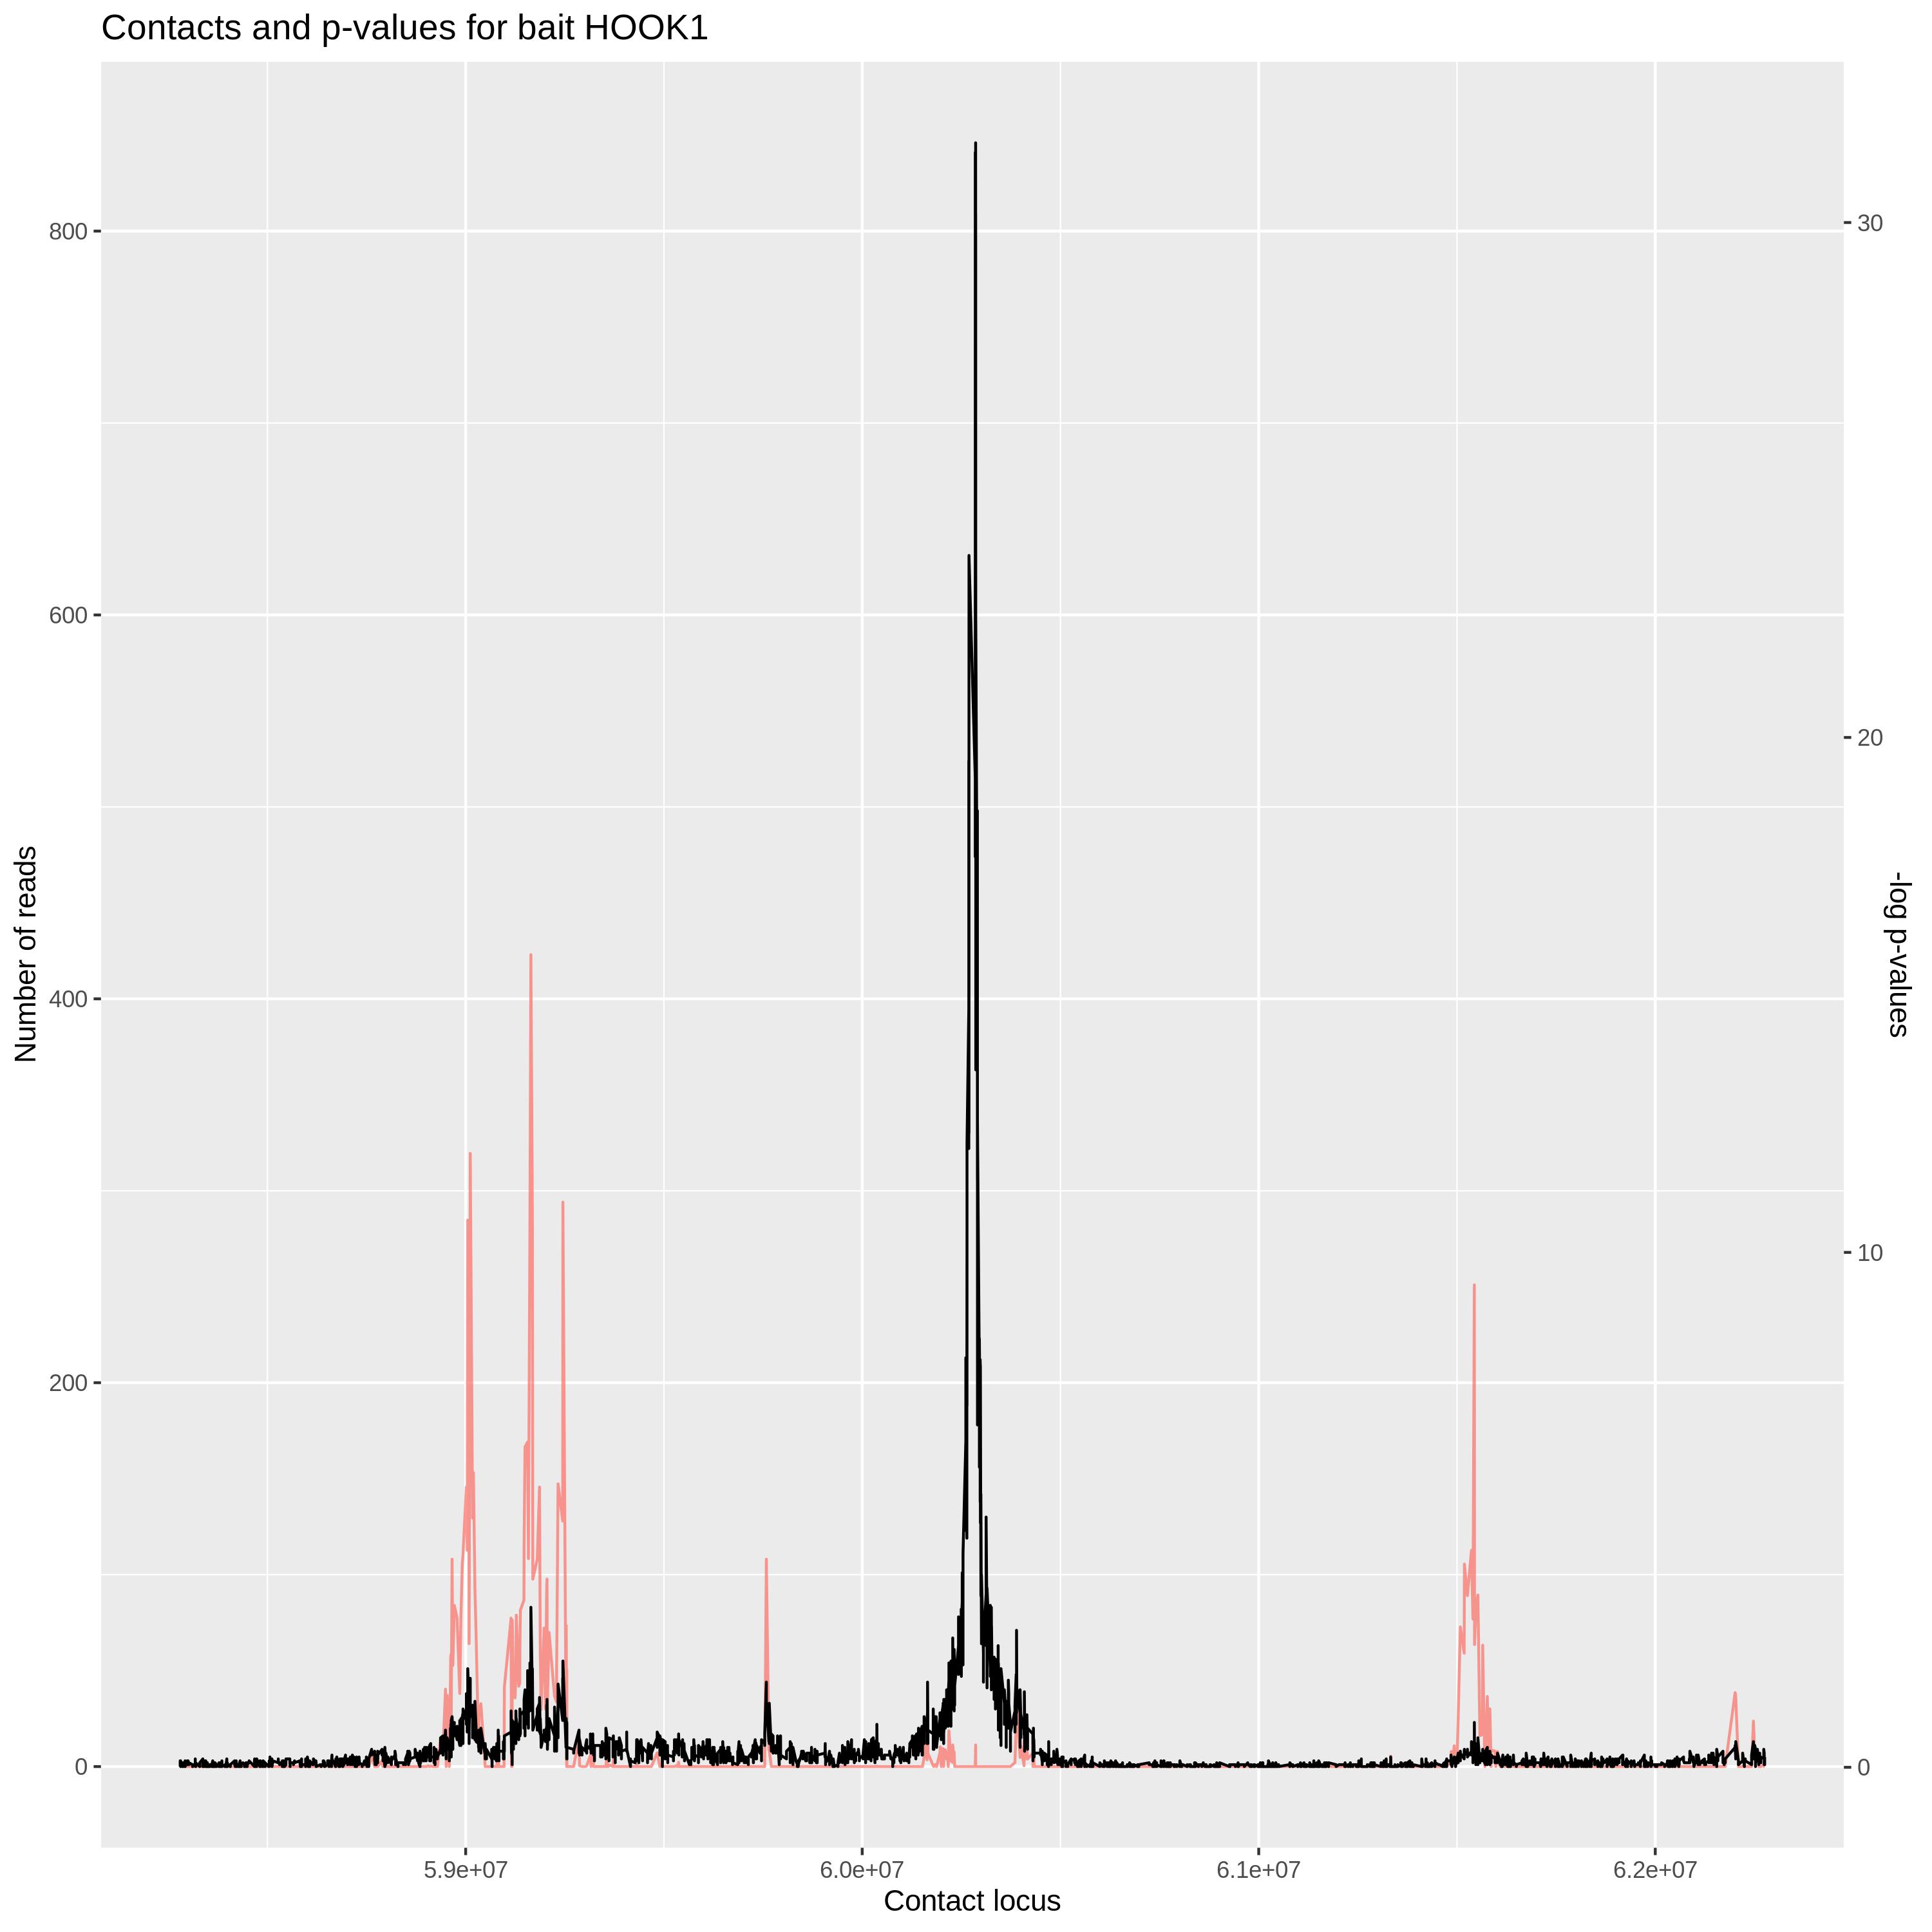 Contacts and p-values for bait HOOK1
800
600
400
200
0
Number of reads
30
20
10
0
-log p-values
5.9e+07
6.0e+07
6.1e+07
6.2e+07
Contact locus